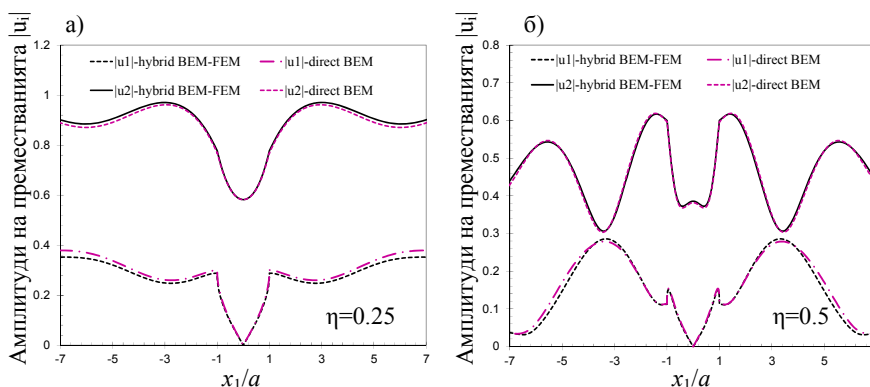 а)
Амплитуди на преместванията |ui|
1.2
1
0.8
0.6
0.4
0.2
0
|u1|-hybrid BEM-FEM
|u1|-direct BEM
|u2|-hybrid BEM-FEM
|u2|-direct BEM
η=0.25
-7 -5 -3 -1 1 3 5 7
x1/a
б)
Амплитуди на преместванията |ui|
0.8
0.7
0.6
0.5
0.4
0.3
0.2
0.1
0
|u1|-hybrid BEM-FEM
|u1|-direct BEM
|u2|-hybrid BEM-FEM
|u2|-direct BEM
η=0.5
-7 -5 -3 -1 1 3 5
x1/a